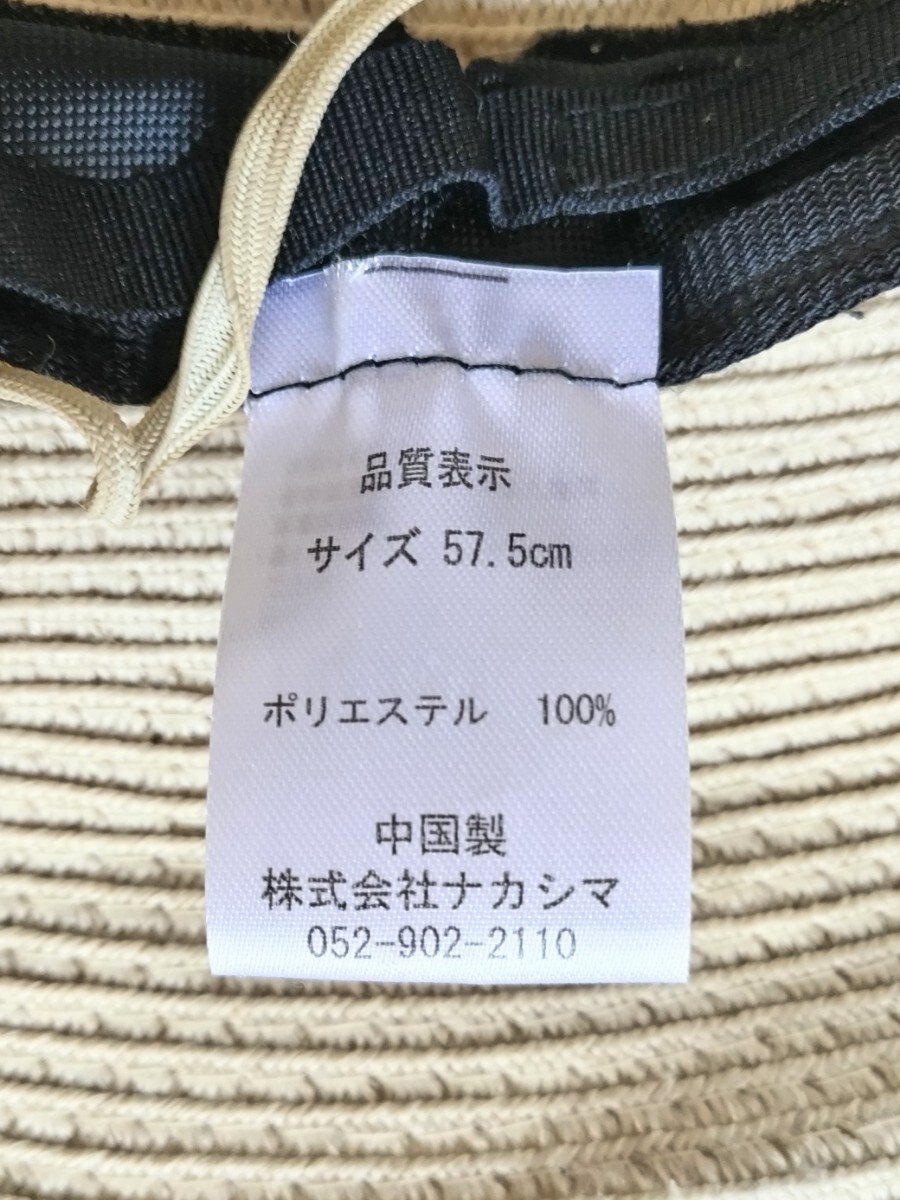 品質表示
サイズ 57.5cm
ポリエステル 100%
中国製
株式会社ナカシマ
052-902-2110